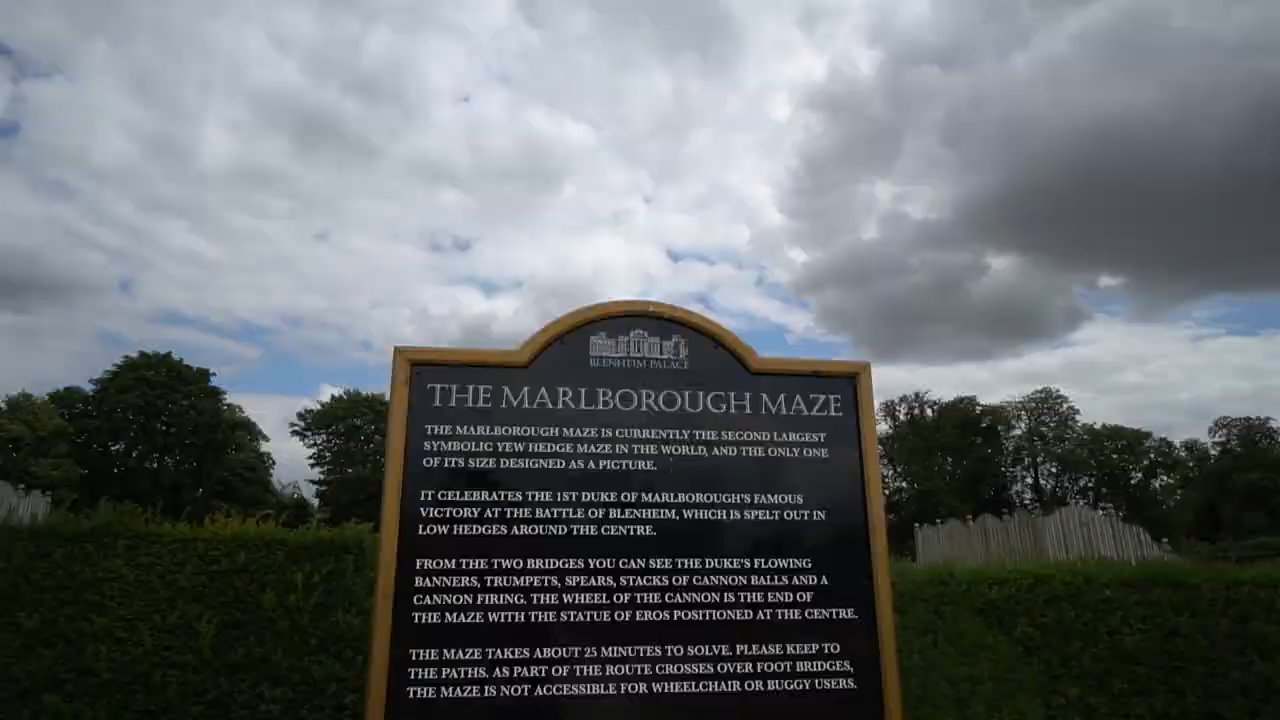 BLENHEIM PALACE
THE MARLBOROUGH MAZE
THE MARLBOROUGH MAZE IS CURRENTLY THE SECOND LARGEST
SYMBOLIC YEW HEDGE MAZE IN THE WORLD, AND THE ONLY ONE
OF ITS SIZE DESIGNED AS A PICTURE.
IT CELEBRATES THE 1ST DUKE OF MARLBOROUGH'S FAMOUS
VICTORY AT THE BATTLE OF BLENHEIM, WHICH IS SPELT OUT IN
LOW HEDGES AROUND THE CENTRE.
FROM THE TWO BRIDGES YOU CAN SEE THE DUKE'S FLOWING
BANNERS, TRUMPETS, SPEARS, STACKS OF CANNON BALLS AND A
CANNON FIRING. THE WHEEL OF THE CANNON IS THE END OF
THE MAZE WITH THE STATUE OF EROS POSITIONED AT THE CENTRE.
THE MAZE TAKES ABOUT 25 MINUTES TO SOLVE. PLEASE KEEP TO
THE PATHS. AS PART OF THE ROUTE CROSSES OVER FOOT BRIDGES,
THE MAZE IS NOT ACCESSIBLE FOR WHEELCHAIR OR BUGGY USERS.